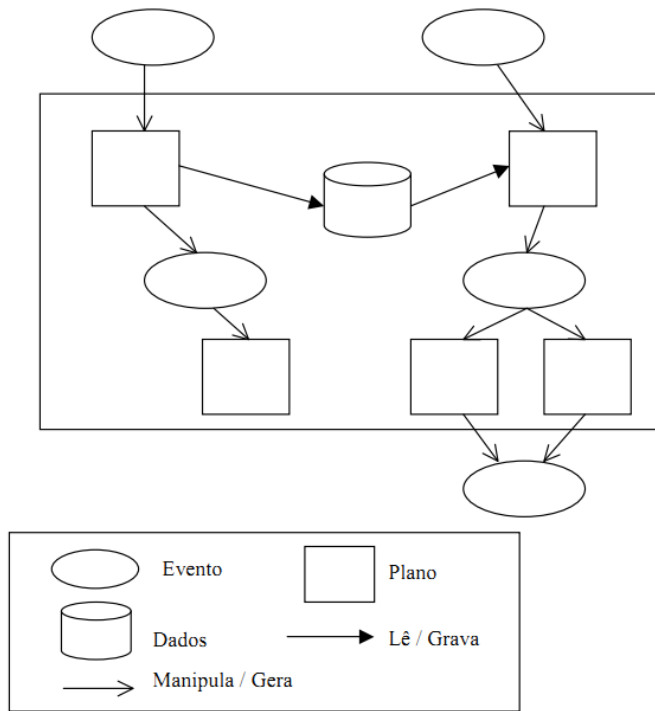 Evento
Plano
Dados
Lê / Grava
Manipula / Gera